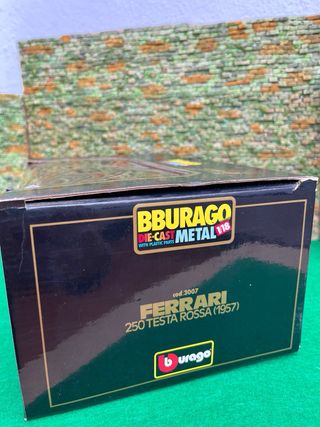 BBURAGO
DIE-CAST METAL 1:18
WITH PLASTIC PARTS
cod.3007
FERRARI
250 TESTA ROSSA (1957)
burago